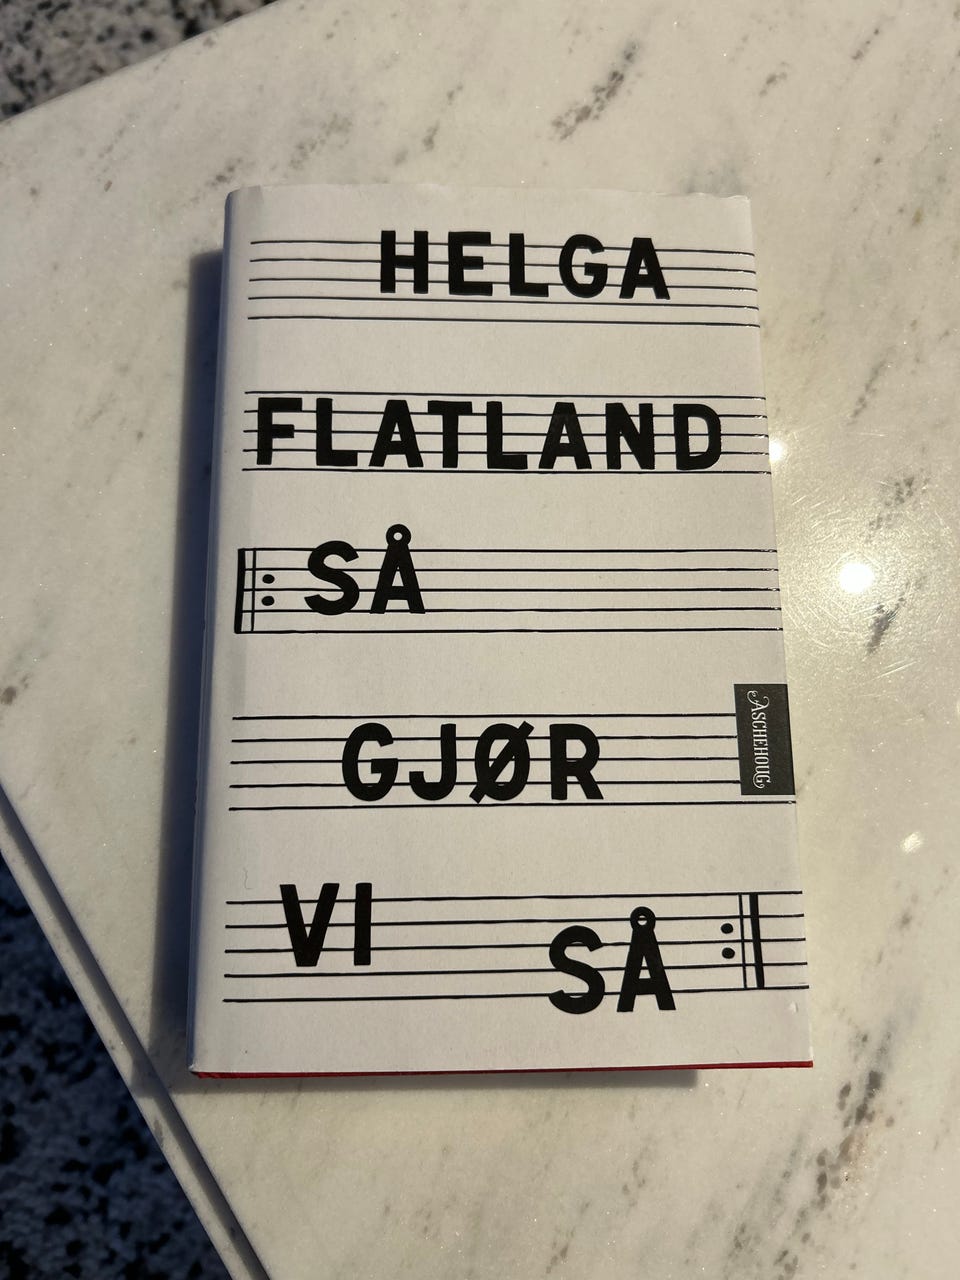 HELGA
FLATLAND
SÅ
GJØR
VI SÅ
ASCHEHOUG